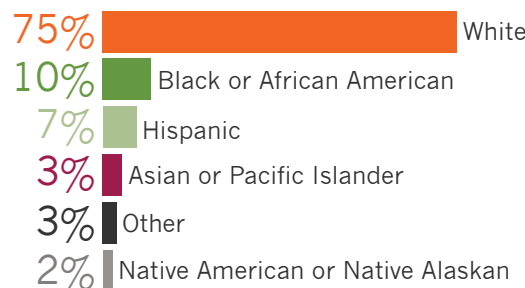 75% White
10% Black or African American
7% Hispanic
3% Asian or Pacific Islander
3% Other
2% Native American or Native Alaskan